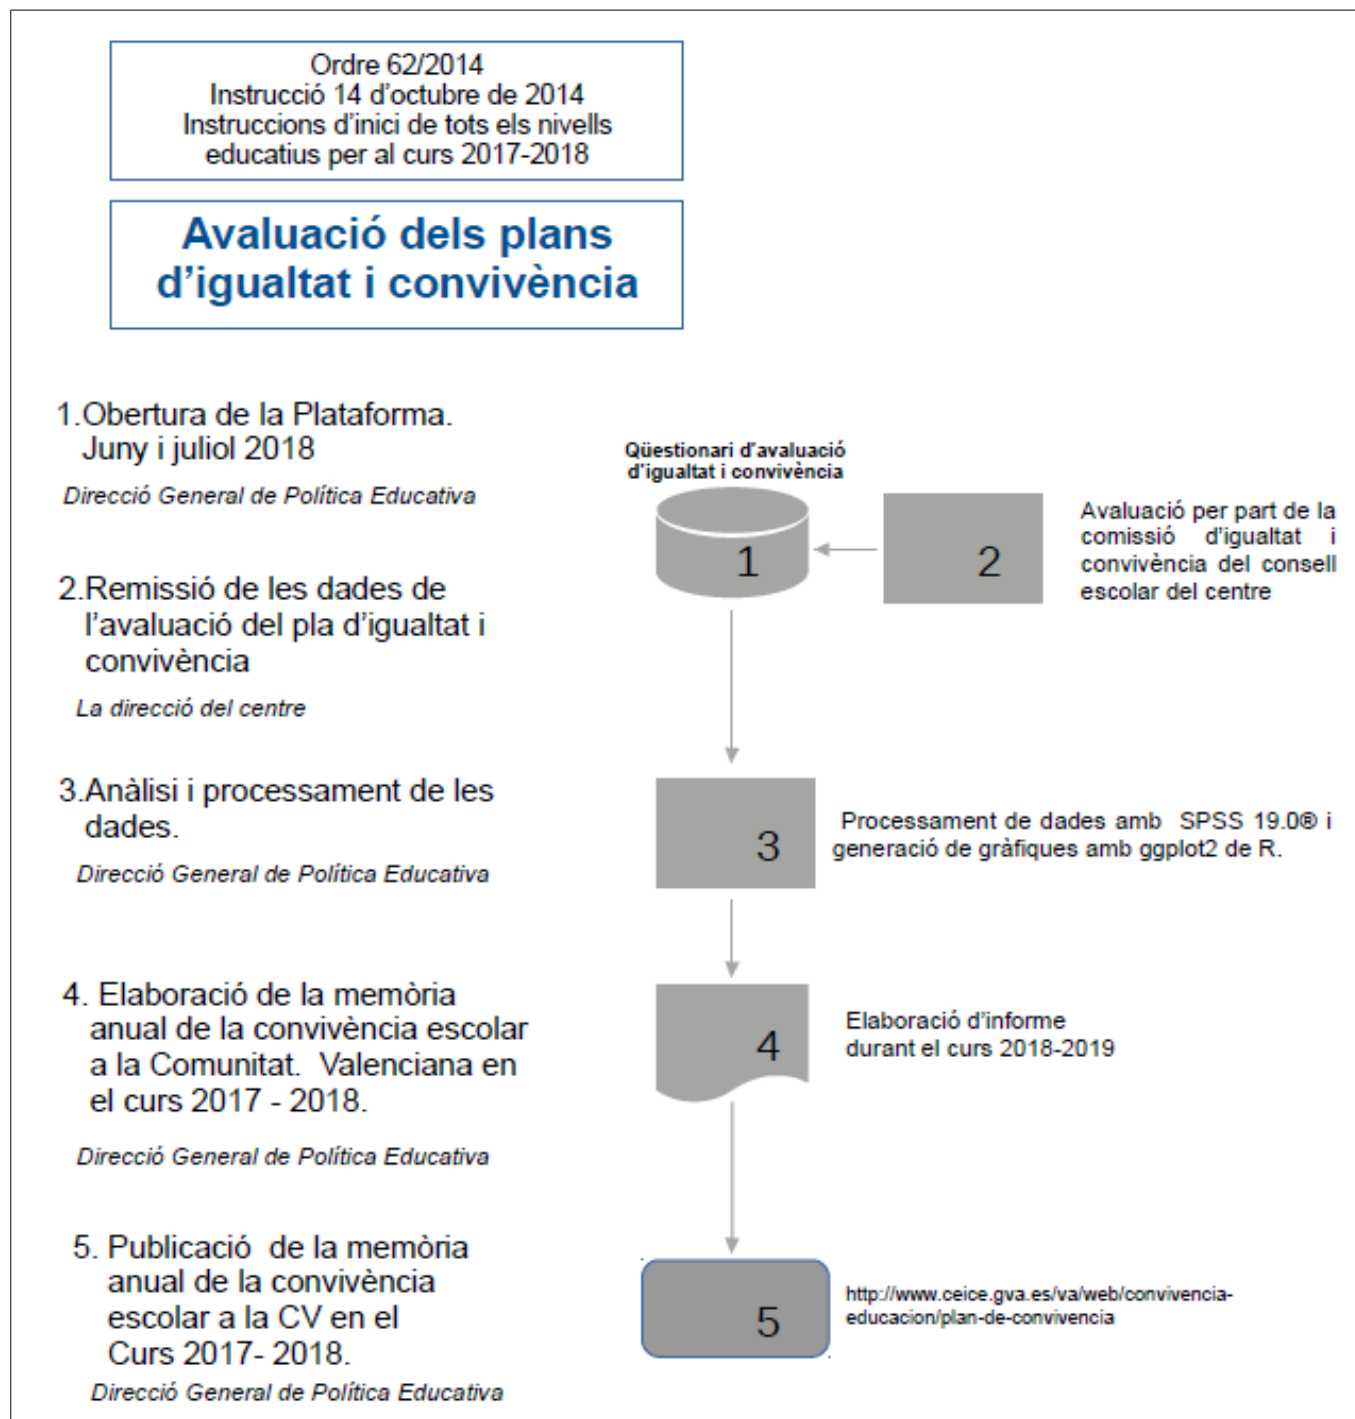 Ordre 62/2014
Instrucció 14 d'octubre de 2014
Instruccions d'inici de tots els nivells
educatius per al curs 2017-2018
Avaluació dels plans
d'igualtat i convivència
1.Obertura de la Plataforma.
Juny i juliol 2018
Direcció General de Política Educativa
Qüestionari d'avaluació
d'igualtat i convivència
1
2
Avaluació per part de la
comissió d'igualtat i
convivència del consell
escolar del centre
2.Remissió de les dades de
l'avaluació del pla d'igualtat i
convivència
La direcció del centre
3.Anàlisi i processament de les
dades.
Direcció General de Política Educativa
3
Processament de dades amb SPSS 19.0® i
generació de gràfiques amb ggplot2 de R.
4. Elaboració de la memòria
anual de la convivència escolar
a la Comunitat. Valenciana en
el curs 2017 - 2018.
Direcció General de Política Educativa
4
Elaboració d'informe
durant el curs 2018-2019
5. Publicació de la memòria
anual de la convivència
escolar a la CV en el
Curs 2017- 2018.
Direcció General de Política Educativa
5
http://www.ceice.gva.es/va/web/convivencia-
educacion/plan-de-convivencia